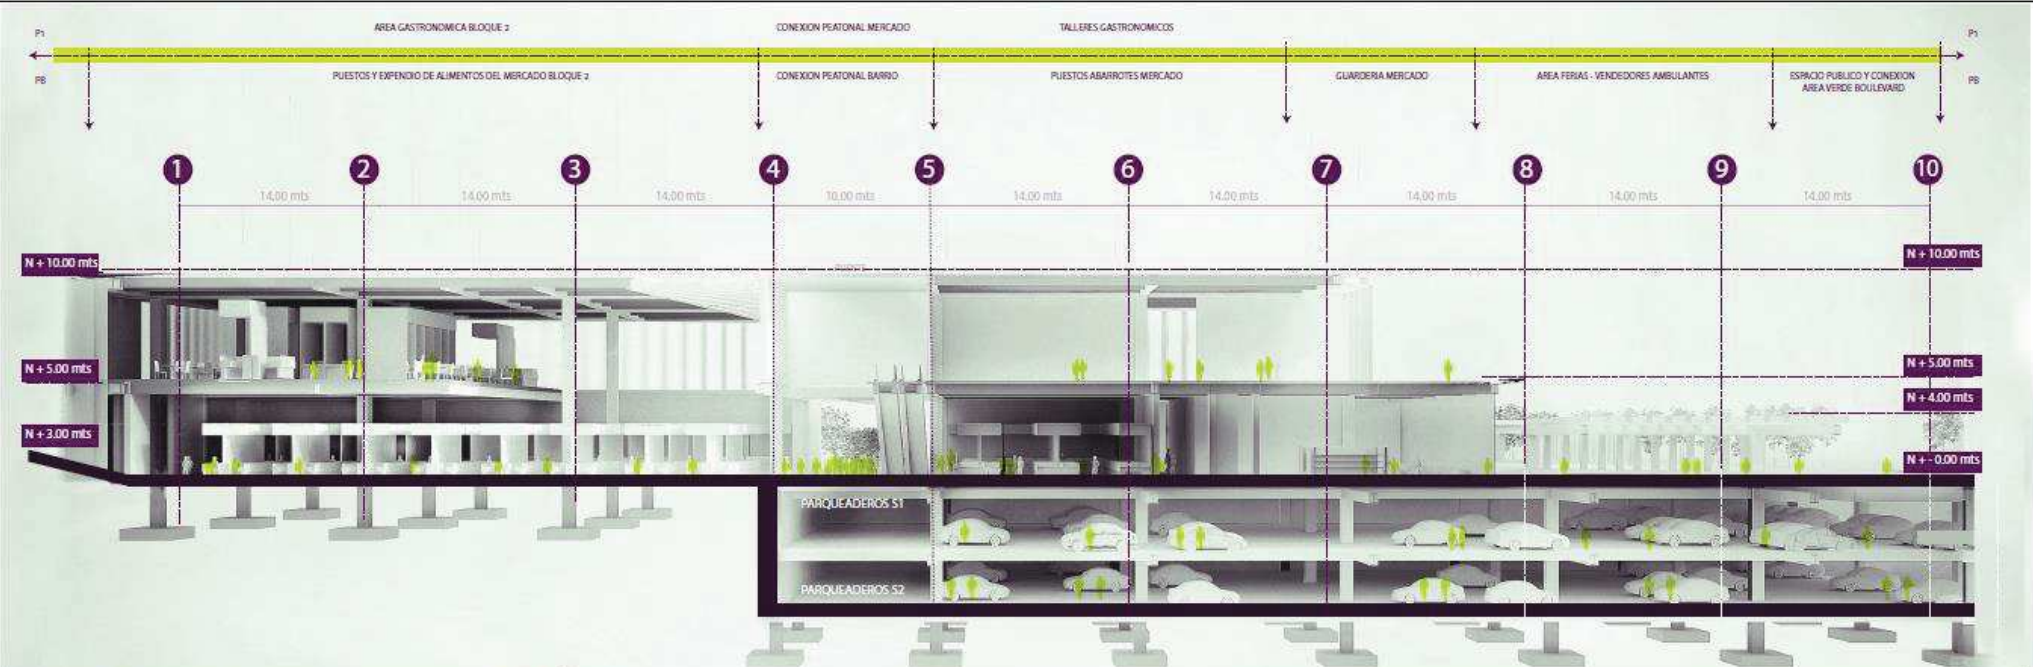 AREA GASTRONOMICA BLOQUE 2
CONEXION PEATONAL MERCADO
TALLERES GASTRONOMICOS
P1
P1
PB
PUESTOS Y EXPENDIO DE ALIMENTOS DEL MERCADO BLOQUE 2
CONEXION PEATONAL BARRIO
PUESTOS ABARROTES MERCADO
GUARDERIA MERCADO
AREA FERIAS - VENDEDORES AMBULANTES
ESPACIO PUBLICO Y CONEXION
AREA VERDE BOULEVARD
PB
1
2
3
4
5
6
7
8
9
10
14.00 mts
14.00 mts
14.00 mts
10.00 mts
14.00 mts
14.00 mts
14.00 mts
14.00 mts
14.00 mts
N + 10.00 mts
N + 10.00 mts
N + 5.00 mts
N + 5.00 mts
N + 4.00 mts
N + 3.00 mts
N + - 0.00 mts
PARQUEADEROS S1
PARQUEADEROS S2